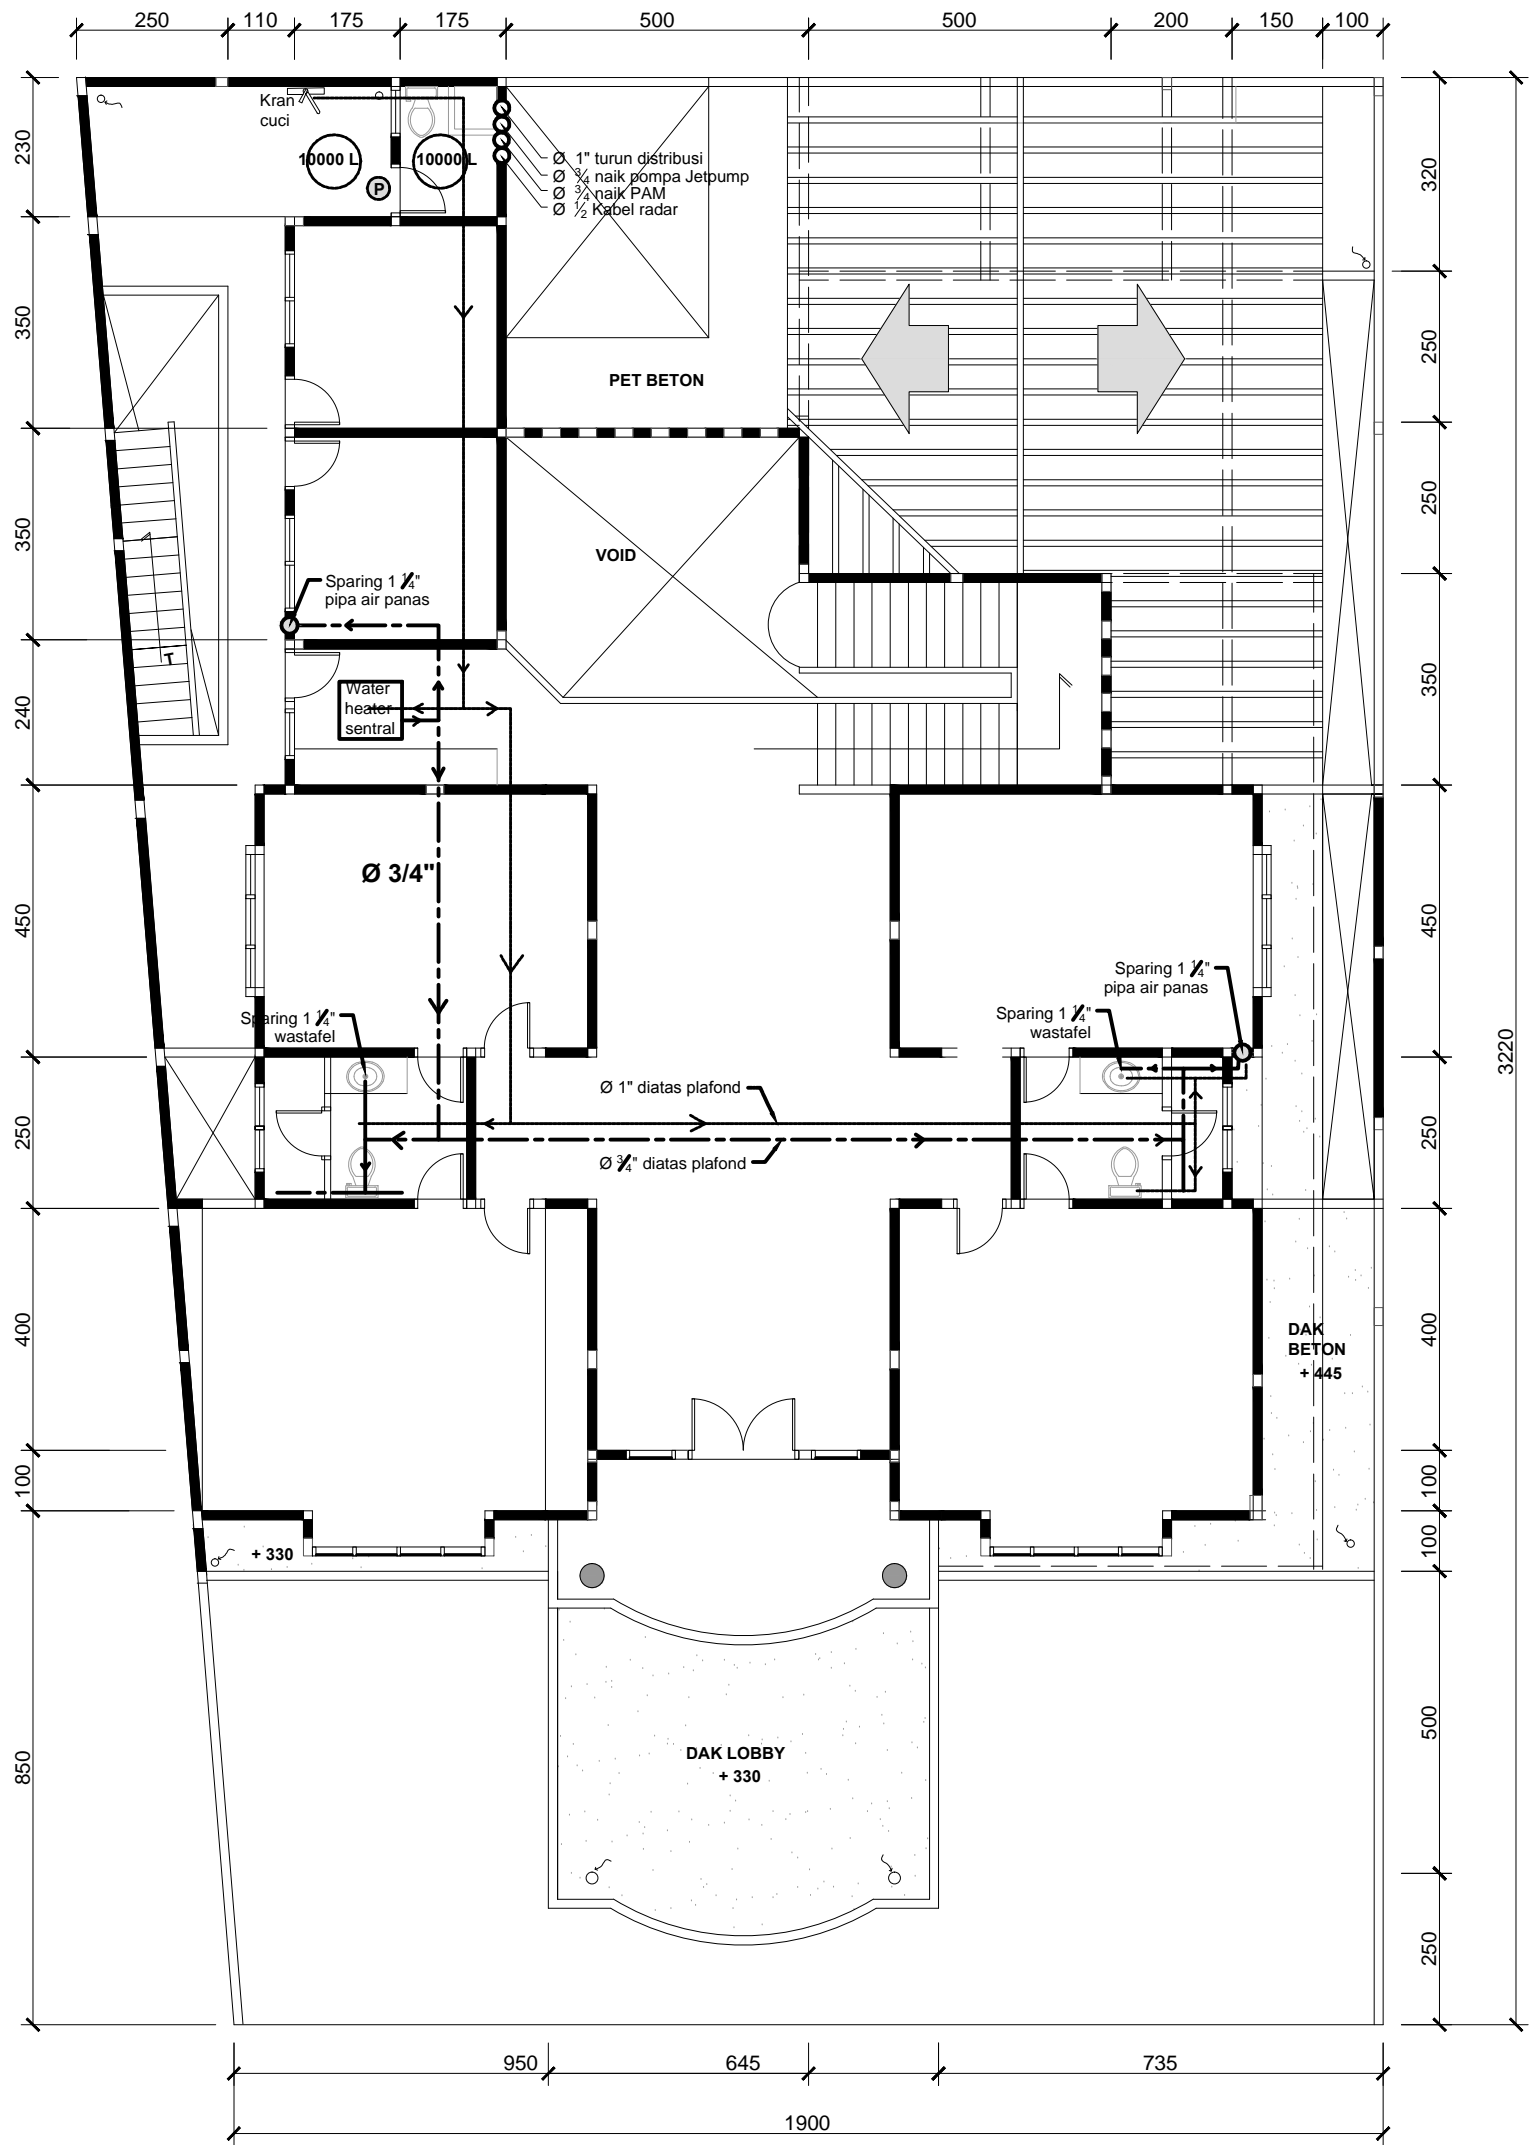 250 110 175 175 500 500 200 150 100
Kran
cuci
10000 L
10000 L
P
Ø 1" turun distribusi
Ø 3/4 naik pompa Jetpump
Ø 3/4 naik PAM
Ø 1/2 Kabel radar
230
350
350
240
450
250
400
100
850
320
250
250
350
450
250
400
100
100
500
250
3220
PET BETON
VOID
Sparing 1 1/4"
pipa air panas
T
Water
heater
sentral
Ø 3/4"
Sparing 1 1/4"
pipa air panas
Sparing 1 1/4"
wastafel
Sparing 1 1/4"
wastafel
Ø 1" diatas plafond
Ø 3/4" diatas plafond
DAK
BETON
+ 445
+ 330
DAK LOBBY
+ 330
950 645 735
1900